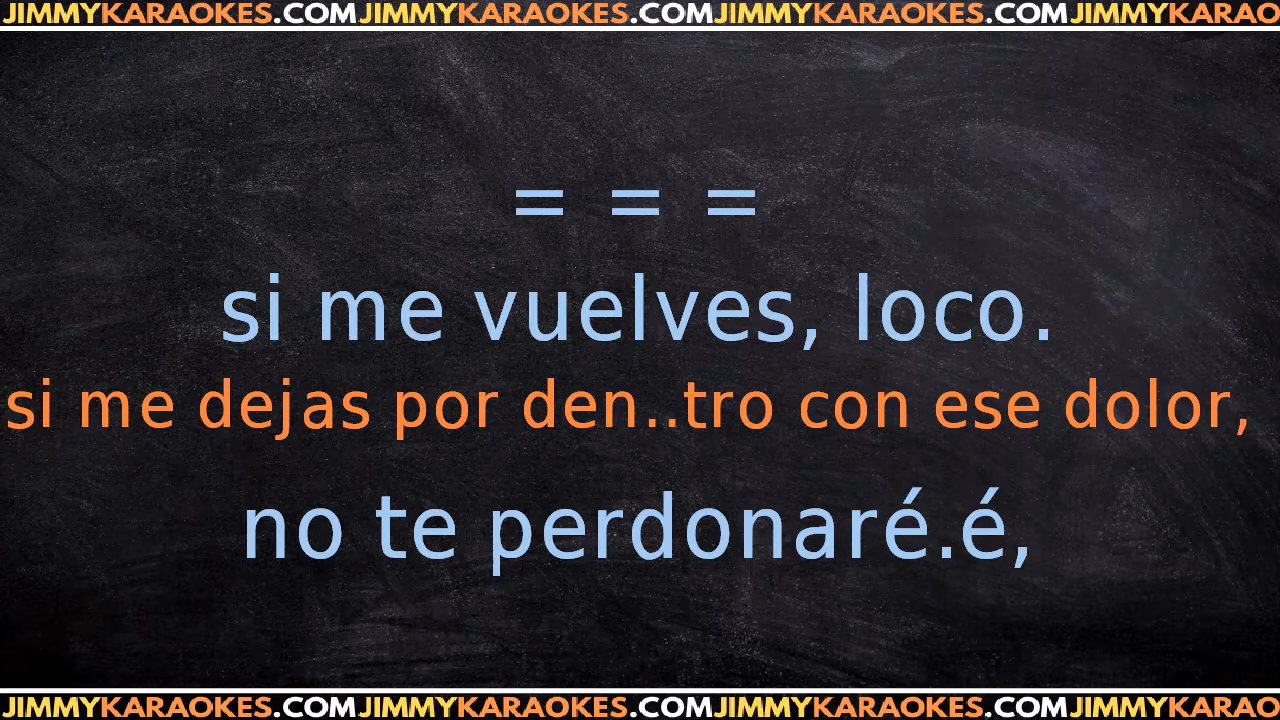 JIMMYKARAOKES.COMJIMMYKARAOKES.COMJIMMYKARAOKES.COMJIMMYKARAO
= = =
si me vuelves, loco.
si me dejas por den..tro con ese dolor,
no te perdonaré.é,
JIMMYKARAOKES.COMJIMMYKARAOKES.COMJIMMYKARAOKES.COMJIMMYKARAO